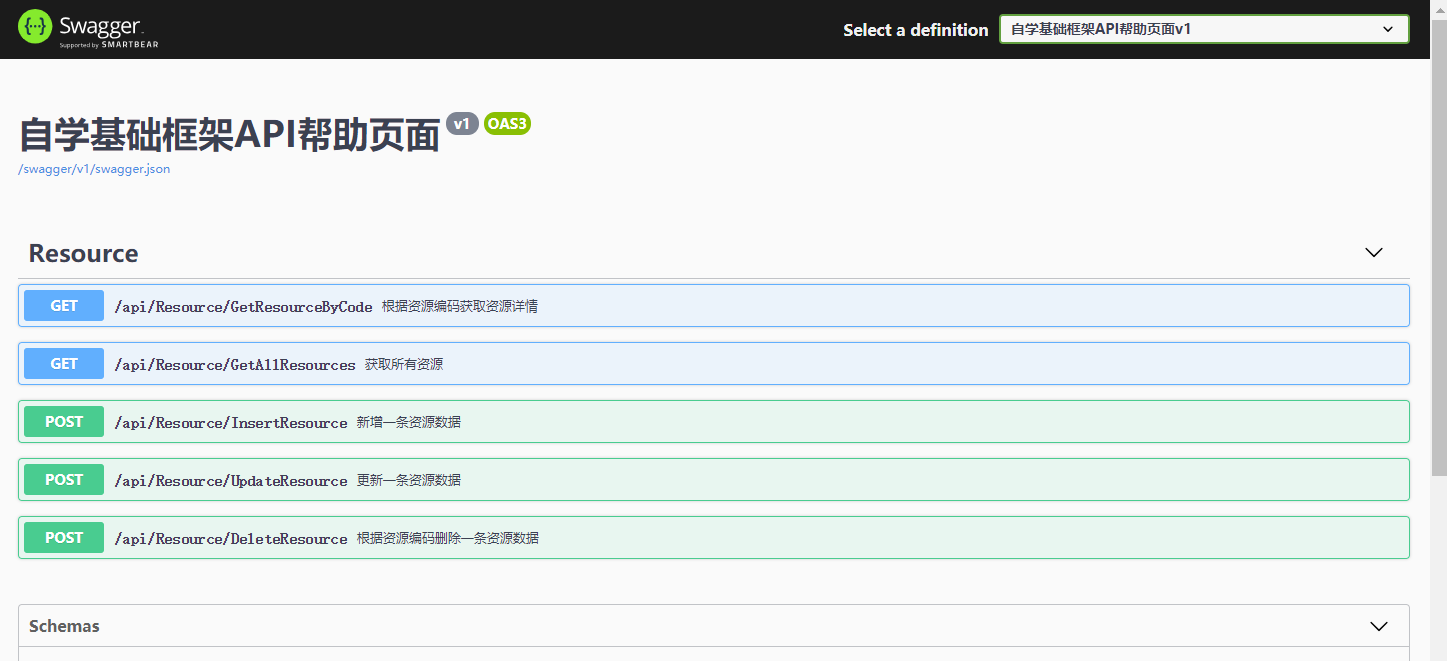 Swagger
Supported by SMARTBEAR
Select a definition
自学基础框架API帮助页面v1
自学基础框架API帮助页面 v1 OAS3
/swagger/v1/swagger.json
Resource
GET /api/Resource/GetResourceByCode 根据资源编码获取资源详情
GET /api/Resource/GetAllResources 获取所有资源
POST /api/Resource/InsertResource 新增一条资源数据
POST /api/Resource/UpdateResource 更新一条资源数据
POST /api/Resource/DeleteResource 根据资源编码删除一条资源数据
Schemas